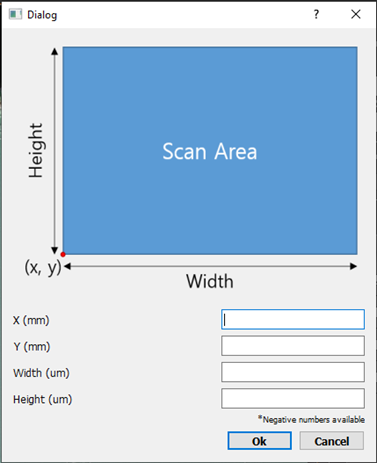 Dialog
?
Height
Scan Area
(x, y)
Width
X (mm)
Y (mm)
Width (um)
Height (um)
*Negative numbers available
Ok Cancel